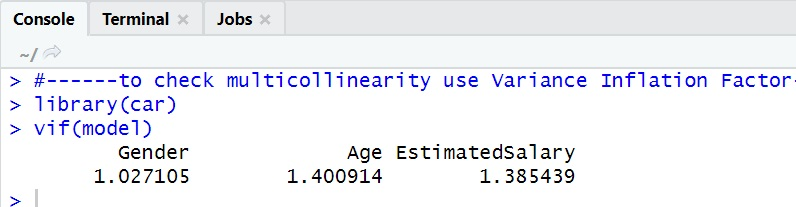 Console Terminal × Jobs ×
~/
> #------to check multicollinearity use Variance Inflation Factor-
> library(car)
> vif(model)
Gender Age EstimatedSalary
1.027105 1.400914 1.385439
>